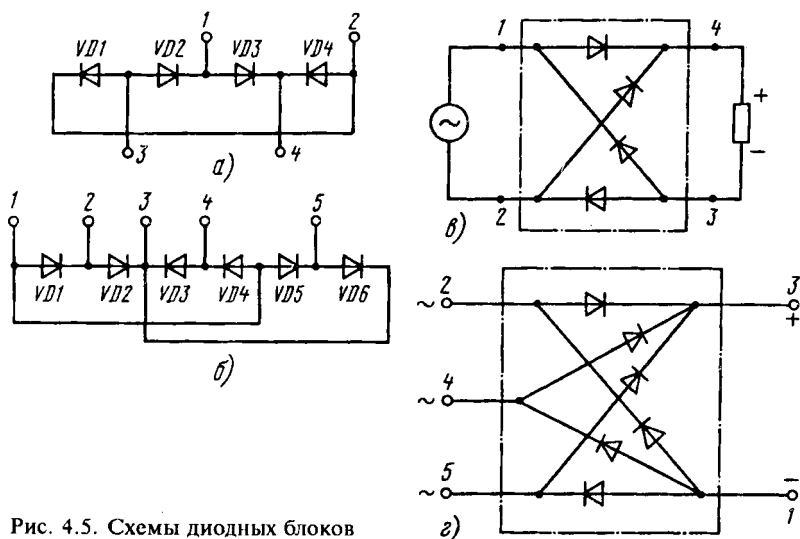 1 2
VD1 VD2 VD3 VD4
3 4
а)
1 2 3 4 5
VD1 VD2 VD3 VD4 VD5 VD6
б)
1 4
~ +
−
2 3
в)
~ 2 3
+
~ 4
~ 5 −
1
г)
Рис. 4.5. Схемы диодных блоков